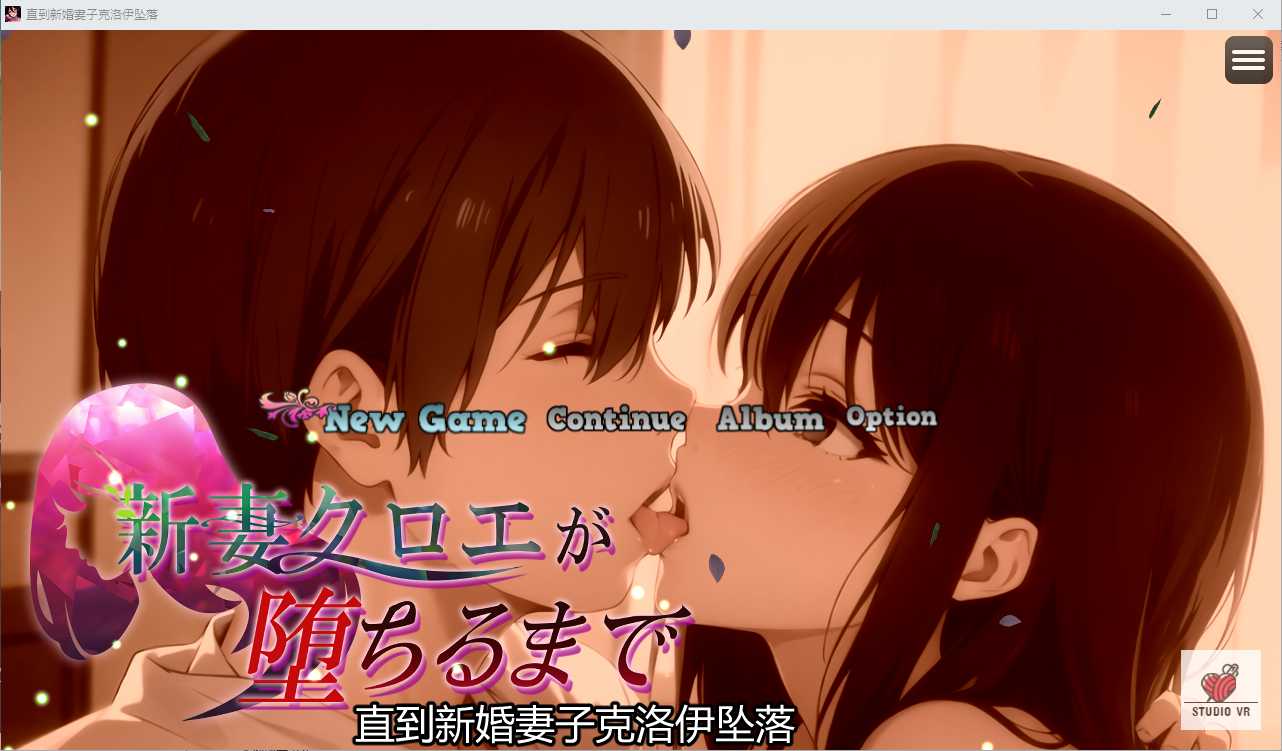 直到新婚妻子克洛伊坠落
New Game Continue Album Option
新妻クロエが
堕ちるまで
直到新婚妻子克洛伊坠落
STUDIO VR